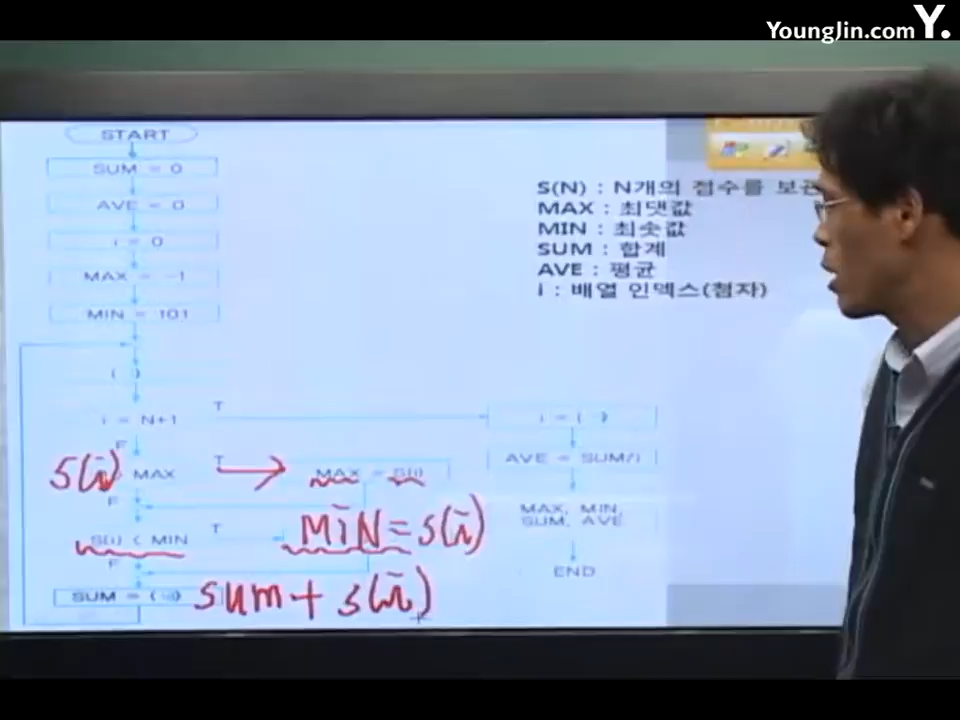 YoungJin.com Y.
START
SUM = 0
AVE = 0
i = 0
MAX = -1
MIN = 101
i = N+1
T
F
S(i) MAX
T
MAX = S(i)
F
S(i) < MIN
T
MIN = S(i)
F
SUM =
sum + s(i)
i = ( )
AVE = SUM/i
MAX, MIN,
SUM, AVE
END
S(N) : N개의 점수를 보관
MAX : 최댓값
MIN : 최솟값
SUM : 합계
AVE : 평균
i : 배열 인덱스(첨자)